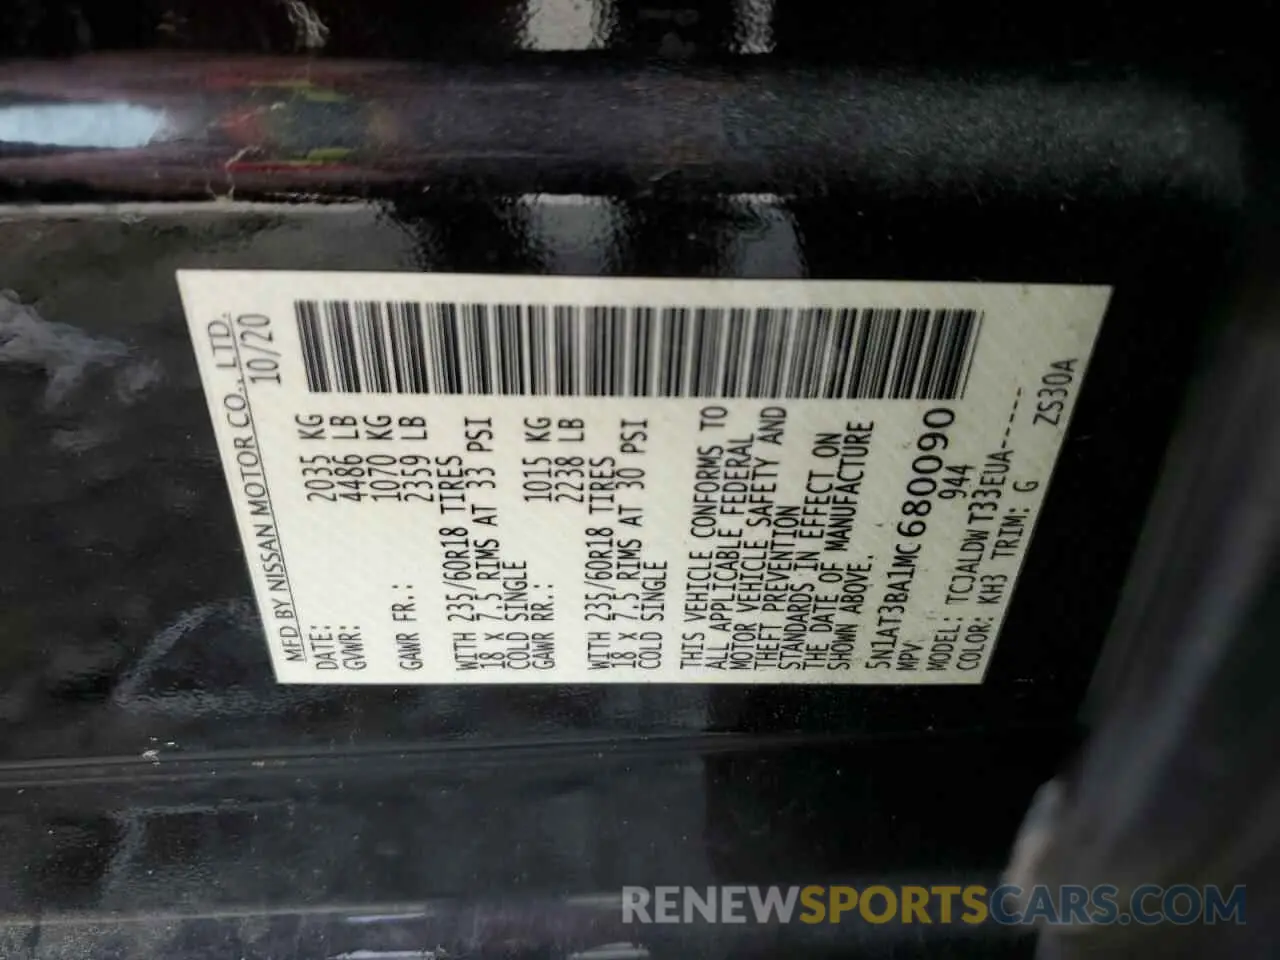 MFD BY NISSAN MOTOR CO., LTD.
DATE: 10/20
GVWR: 2035 KG
4486 LB
GAWR FR.: 1070 KG
2359 LB
WITH 235/60R18 TIRES
18 X 7.5 RIMS AT 33 PSI
COLD SINGLE
GAWR RR.: 1015 KG
2238 LB
WITH 235/60R18 TIRES
18 X 7.5 RIMS AT 30 PSI
COLD SINGLE
THIS VEHICLE CONFORMS TO
ALL APPLICABLE FEDERAL
MOTOR VEHICLE SAFETY AND
THEFT PREVENTION
STANDARDS IN EFFECT ON
THE DATE OF MANUFACTURE
SHOWN ABOVE.
5N1AT3BA1MC680090
MPV 944
MODEL: TCJALDWT33EUA-----
COLOR: KH3 TRIM: G ZS30A
RENEWSPORTSCARS.COM